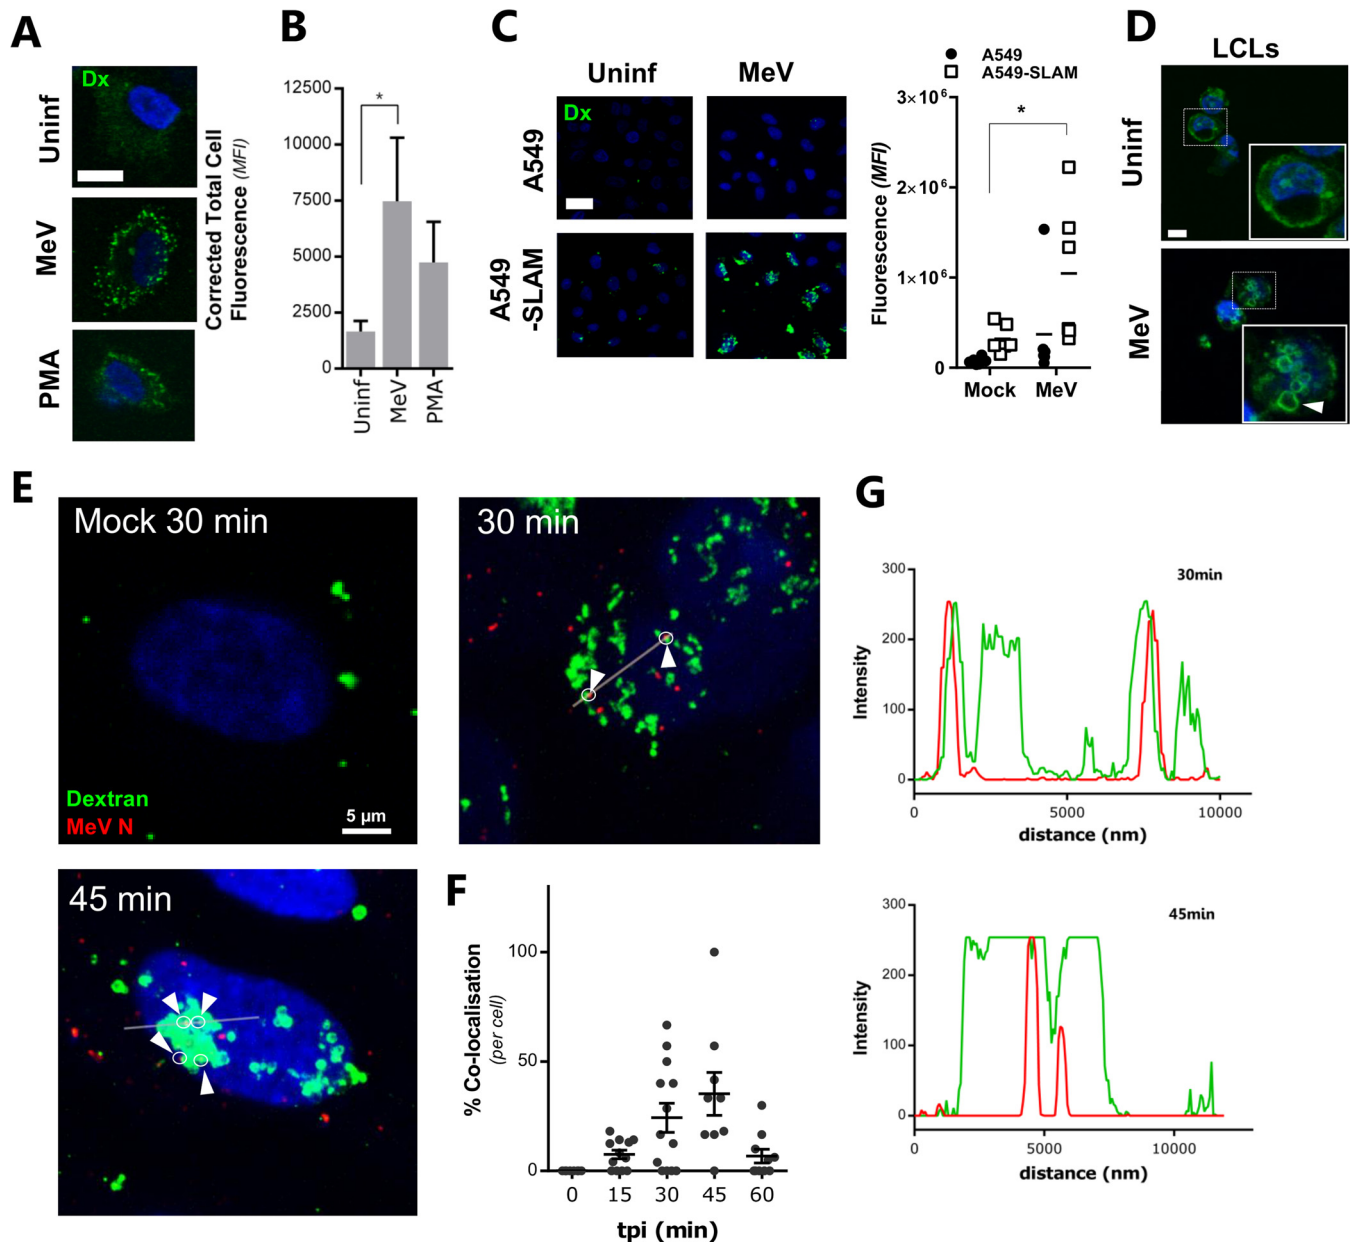 A
Dx
Uninf
MeV
PMA
B
Corrected Total Cell
Fluorescence (MFI)
12500
10000
7500
5000
2500
0
*
Uninf
MeV
PMA
C
Uninf
MeV
Dx
A549
A549
-SLAM
A549
A549-SLAM
Fluorescence (MFI)
3×10⁶
2×10⁶
1×10⁶
0
*
Mock
MeV
D
LCLs
Uninf
MeV
E
Mock 30 min
Dextran
MeV N
5 µm
30 min
45 min
F
% Co-localisation
(per cell)
100
50
0
0 15 30 45 60
tpi (min)
G
30min
Intensity
300
200
100
0
0 5000 10000
distance (nm)
45min
Intensity
300
200
100
0
0 5000 10000
distance (nm)